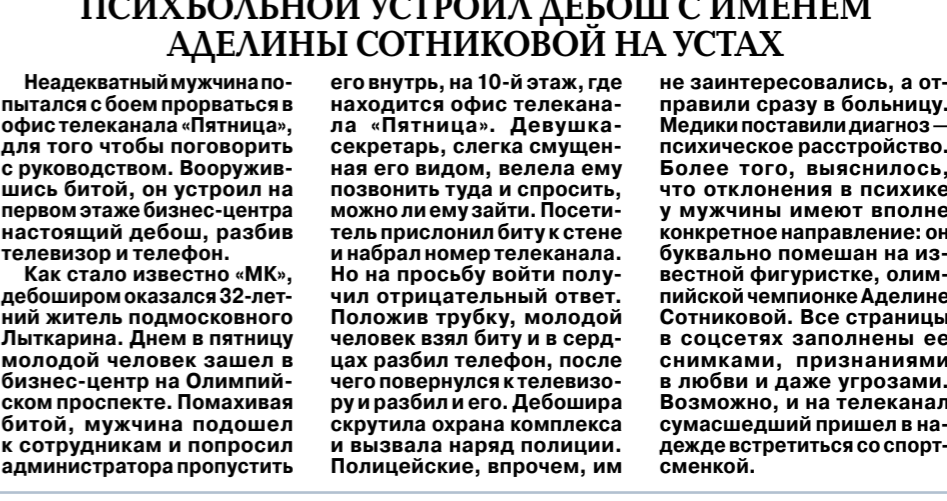 ПСИХБОЛЬНОЙ УСТРОИЛ ДЕБОШ С ИМЕНЕМ
АДЕЛИНЫ СОТНИКОВОЙ НА УСТАХ
Неадекватный мужчина по-
пытался с боем прорваться в
офис телеканала «Пятница»,
для того чтобы поговорить
с руководством. Вооружив-
шись битой, он устроил на
первом этаже бизнес-центра
настоящий дебош, разбив
телевизор и телефон.
Как стало известно «МК»,
дебоширом оказался 32-лет-
ний житель подмосковного
Лыткарина. Днем в пятницу
молодой человек зашел в
бизнес-центр на Олимпий-
ском проспекте. Помахивая
битой, мужчина подошел
к сотрудникам и попросил
администратора пропустить
его внутрь, на 10-й этаж, где
находится офис телекана-
ла «Пятница». Девушка-
секретарь, слегка смущен-
ная его видом, велела ему
позвонить туда и спросить,
можно ли ему зайти. Посети-
тель прислонил биту к стене
и набрал номер телеканала.
Но на просьбу войти полу-
чил отрицательный ответ.
Положив трубку, молодой
человек взял биту и в серд-
цах разбил телефон, после
чего повернулся к телевизо-
ру и разбил и его. Дебошира
скрутила охрана комплекса
и вызвала наряд полиции.
Полицейские, впрочем, им
не заинтересовались, а от-
правили сразу в больницу.
Медики поставили диагноз —
психическое расстройство.
Более того, выяснилось,
что отклонения в психике
у мужчины имеют вполне
конкретное направление: он
буквально помешан на из-
вестной фигуристке, олим-
пийской чемпионке Аделине
Сотниковой. Все страницы
в соцсетях заполнены ее
снимками, признаниями
в любви и даже угрозами.
Возможно, и на телеканал
сумасшедший пришел в на-
дежде встретиться со спорт-
сменкой.